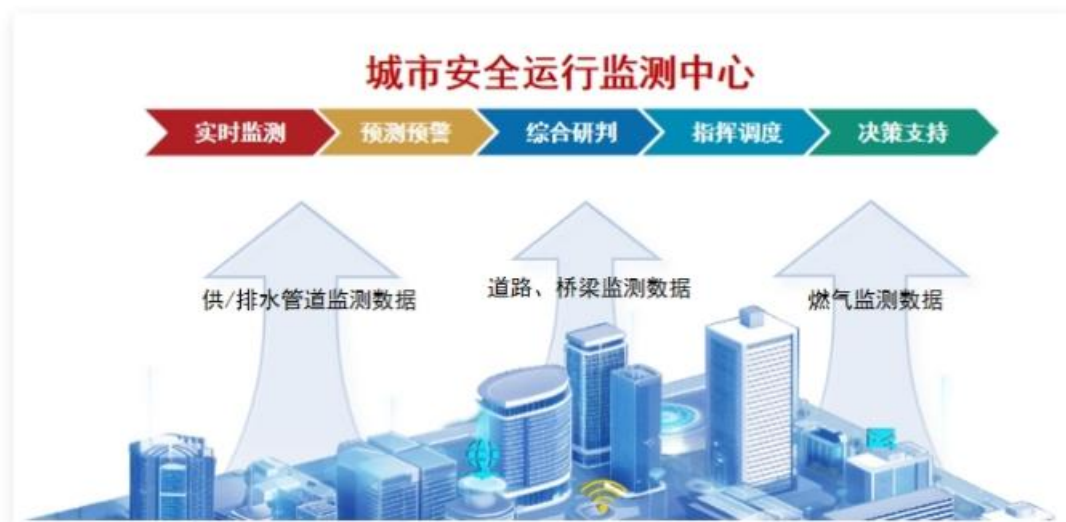 城市安全运行监测中心
实时监测 预测预警 综合研判 指挥调度 决策支持
供/排水管道监测数据 道路、桥梁监测数据 燃气监测数据